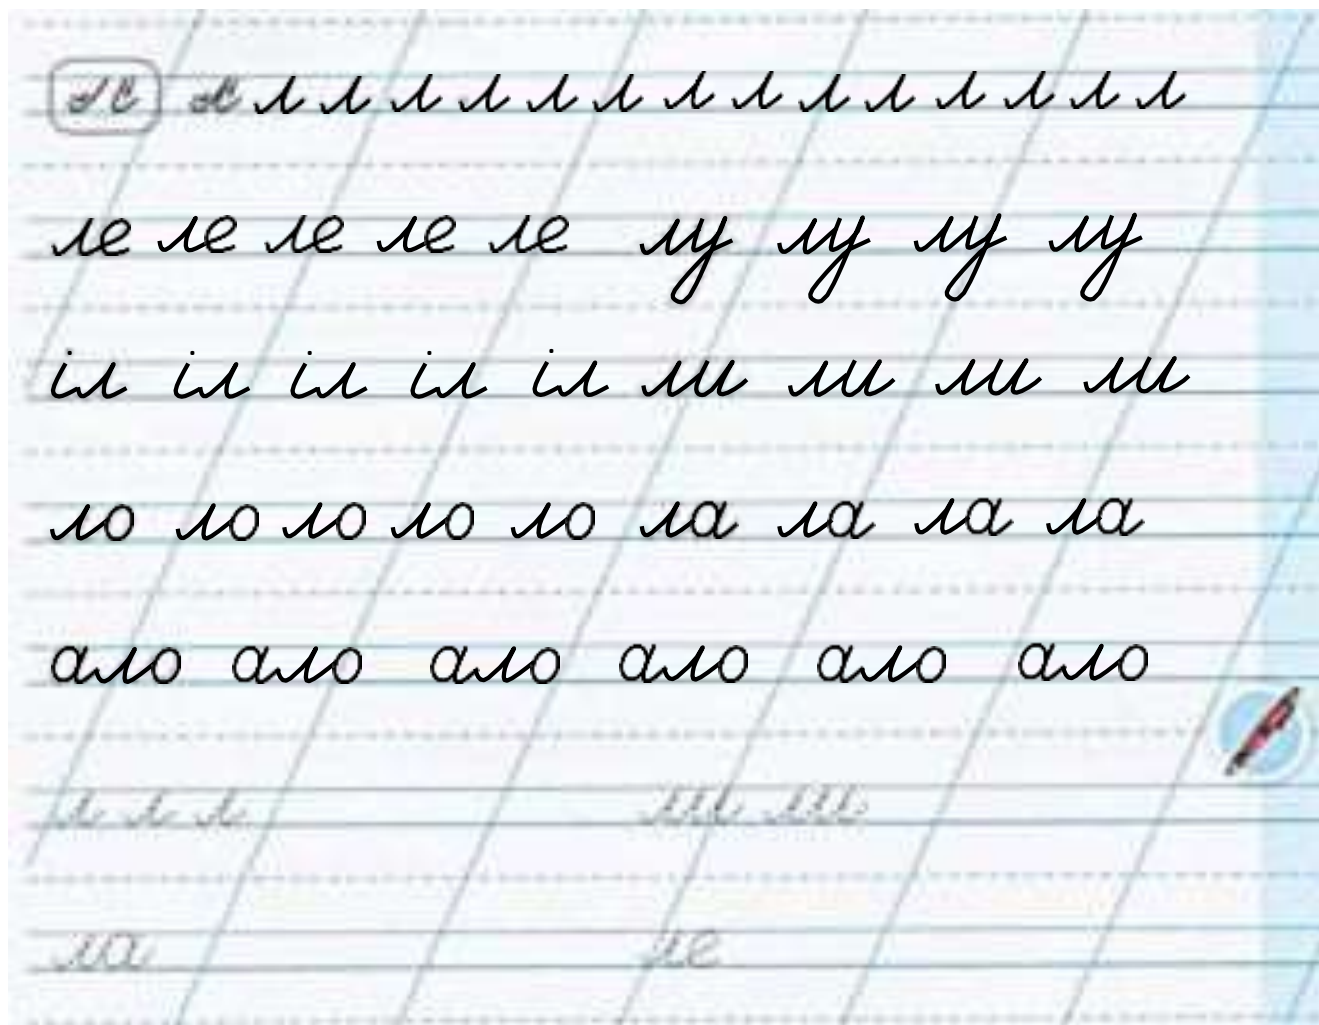 л л л л л л л л л л л л л л
ле ле ле ле ле лу лу лу лу
іл іл іл іл іл ли ли ли ли
ло ло ло ло ло ла ла ла ла
ало ало ало ало ало ало
л л л ли ли
ла ле